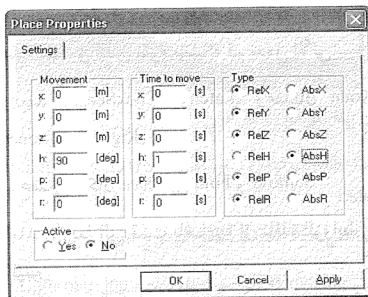 Place Properties
Settings
Movement Time to move Type
x: 0 [m] x: 0 [s] RelX AbsX
y: 0 [m] y: 0 [s] RelY AbsY
z: 0 [m] z: 0 [s] RelZ AbsZ
h: 90 [deg] h: 1 [s] RelH AbsH
p: 0 [deg] p: 0 [s] RelP AbsP
r: 0 [deg] r: 0 [s] RelR AbsR
Active
Yes No
OK Cancel Apply